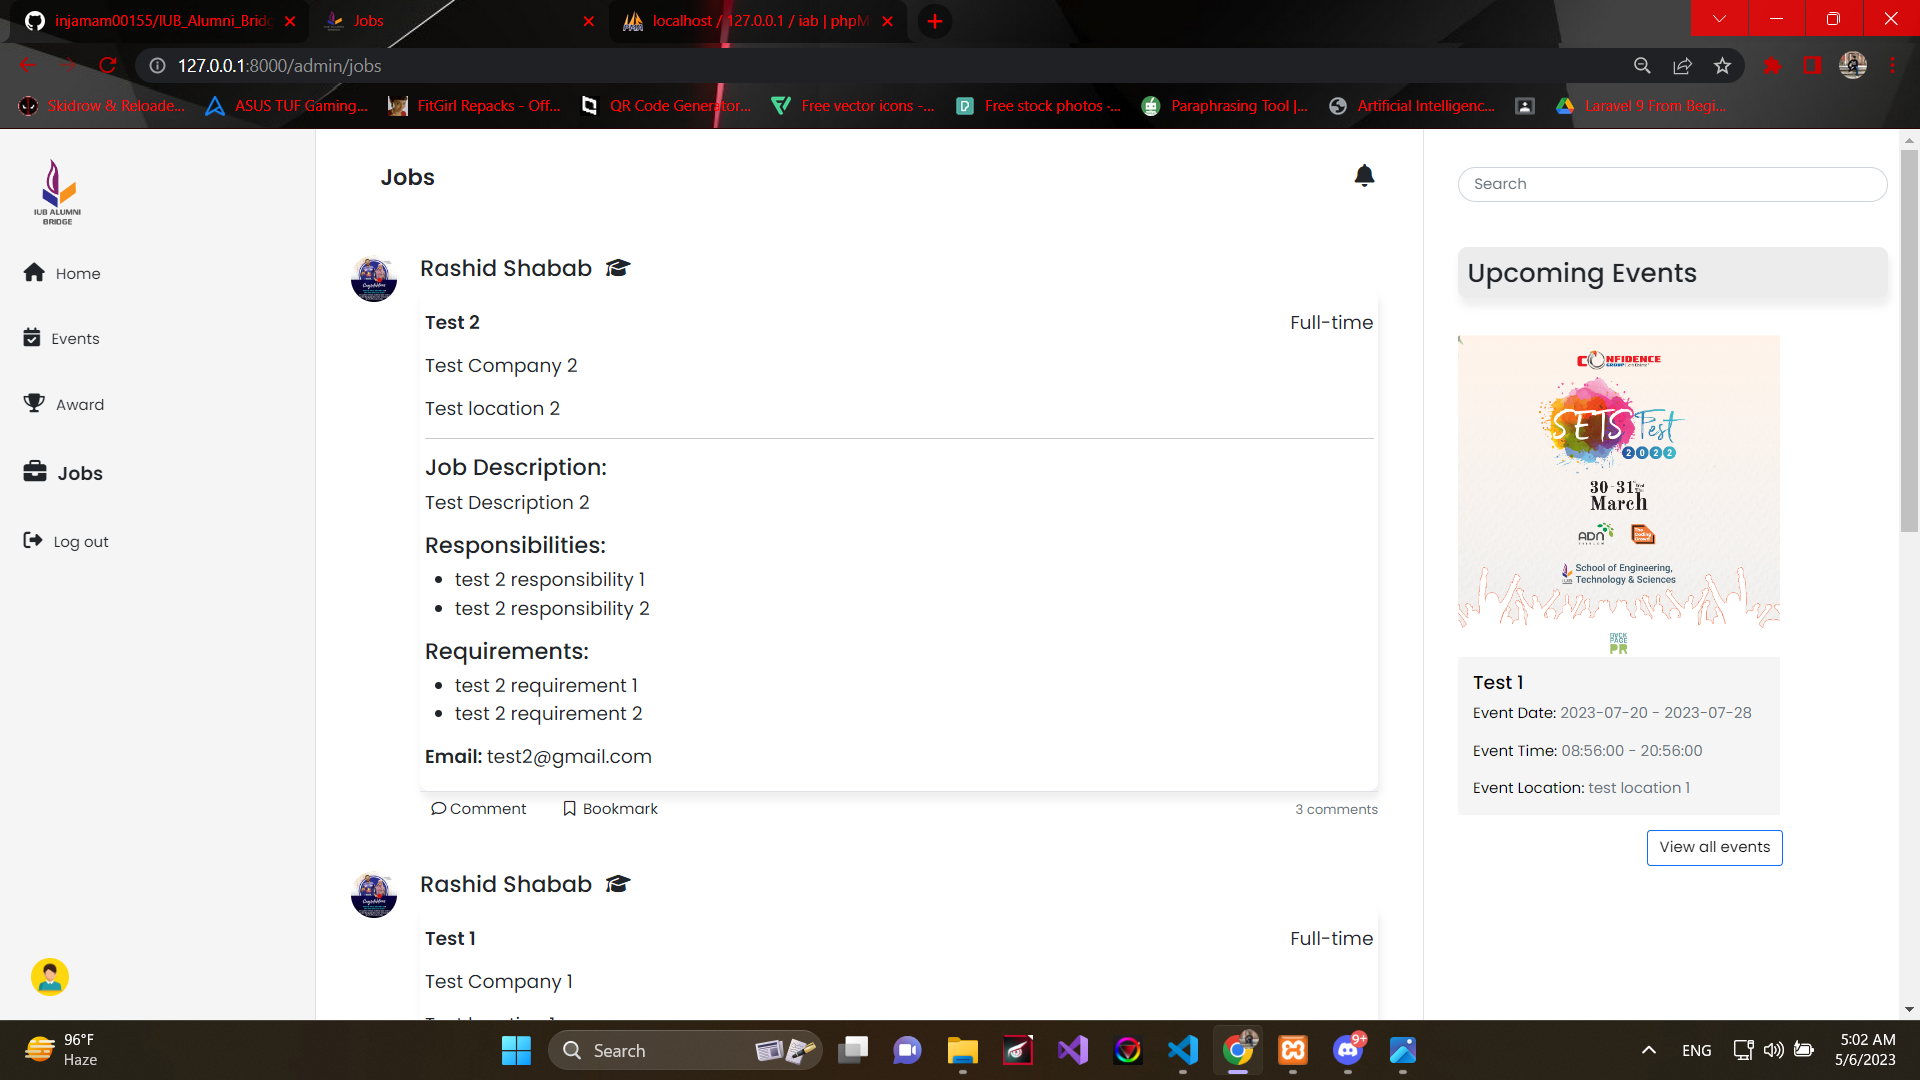 injamam00155/IUB_Alumni_Bridg
Jobs
localhost / 127.0.0.1 / iab | phpM
127.0.0.1:8000/admin/jobs
Skidrow & Reloade...
ASUS TUF Gaming...
FitGirl Repacks - Off...
QR Code Generator...
Free vector icons -...
Free stock photos ·...
Paraphrasing Tool |...
Artificial Intelligenc...
Laravel 9 From Begi...
IUB ALUMNI
BRIDGE
Home
Events
Award
Jobs
Log out
Jobs
Rashid Shabab
Test 2
Full-time
Test Company 2
Test location 2
Job Description:
Test Description 2
Responsibilities:
• test 2 responsibility 1
• test 2 responsibility 2
Requirements:
• test 2 requirement 1
• test 2 requirement 2
Email: test2@gmail.com
Comment
Bookmark
3 comments
Rashid Shabab
Test 1
Full-time
Test Company 1
Search
Upcoming Events
CONFIDENCE
GROUP
SETS Fest
2022
30-31
March
ADN
School of Engineering,
Technology & Sciences
PR
Test 1
Event Date: 2023-07-20 - 2023-07-28
Event Time: 08:56:00 - 20:56:00
Event Location: test location 1
View all events
96°F
Haze
Search
9+
ENG
5:02 AM
5/6/2023